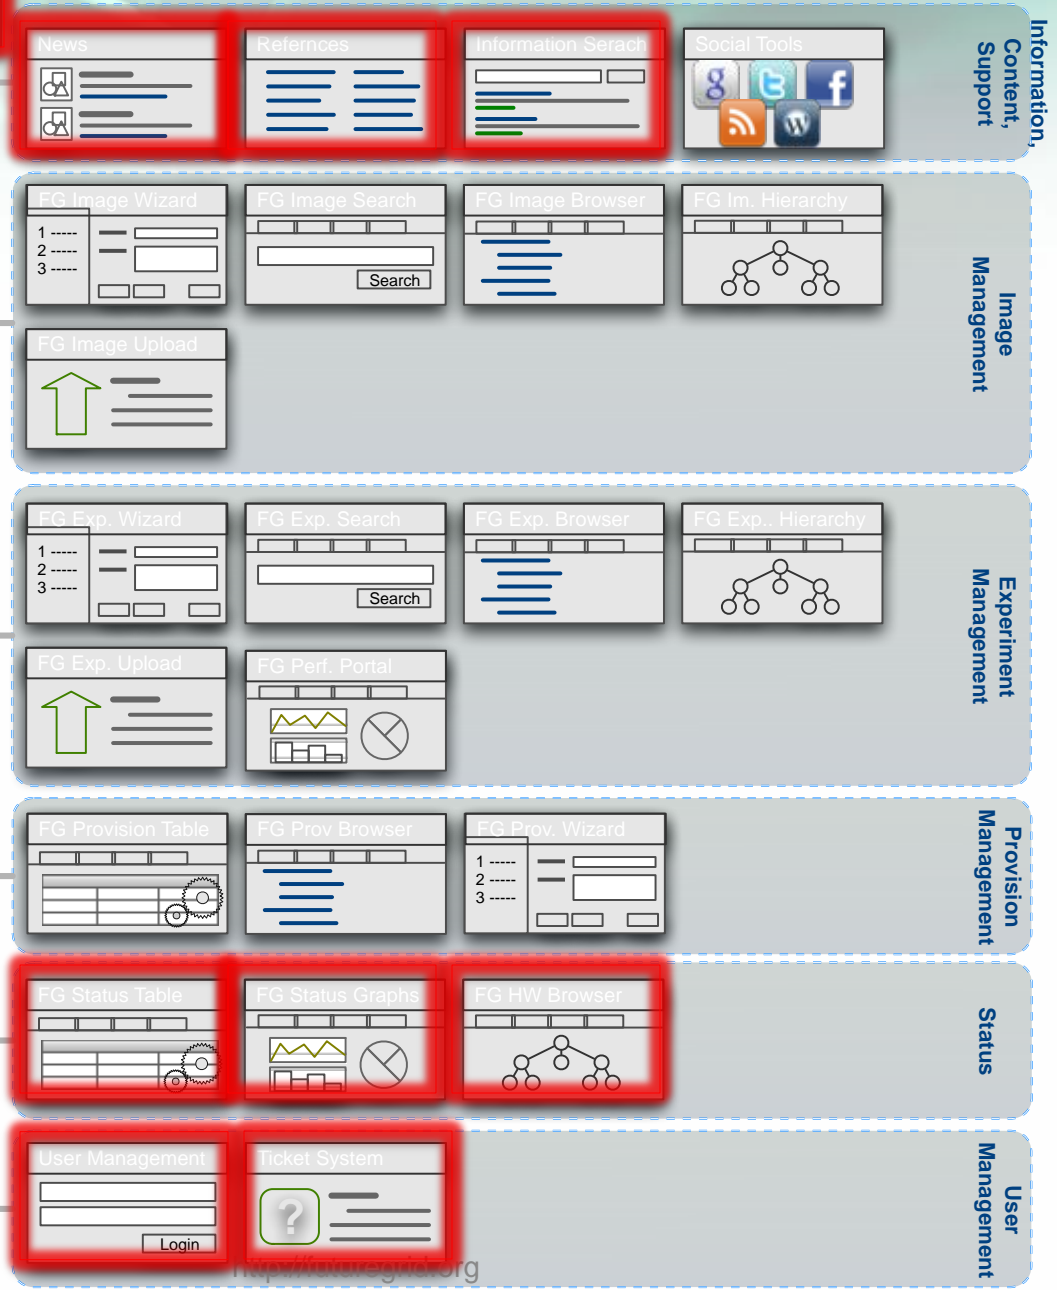 News
Refernces
Information Serach
Social Tools
g
t
f
W
Information,
Content,
Support
FG Image Wizard
1 -----
2 -----
3 -----
FG Image Search
Search
FG Image Browser
FG Im. Hierarchy
FG Image Upload
Image
Management
FG Exp. Wizard
1 -----
2 -----
3 -----
FG Exp. Search
Search
FG Exp. Browser
FG Exp.. Hierarchy
FG Exp. Upload
FG Perf. Portal
Experiment
Management
FG Provision Table
FG Prov Browser
FG Prov. Wizard
1 -----
2 -----
3 -----
Provision
Management
FG Status Table
FG Status Graphs
FG HW Browser
Status
User Management
Login
Ticket System
?
User
Management
http://futuregrid.org